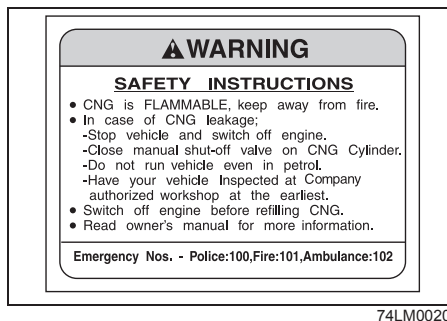 WARNING
SAFETY INSTRUCTIONS
• CNG is FLAMMABLE, keep away from fire.
• In case of CNG leakage;
-Stop vehicle and switch off engine.
-Close manual shut-off valve on CNG Cylinder.
-Do not run vehicle even in petrol.
-Have your vehicle Inspected at Company
authorized workshop at the earliest.
• Switch off engine before refilling CNG.
• Read owner's manual for more information.
Emergency Nos. - Police:100,Fire:101,Ambulance:102
74LM0020